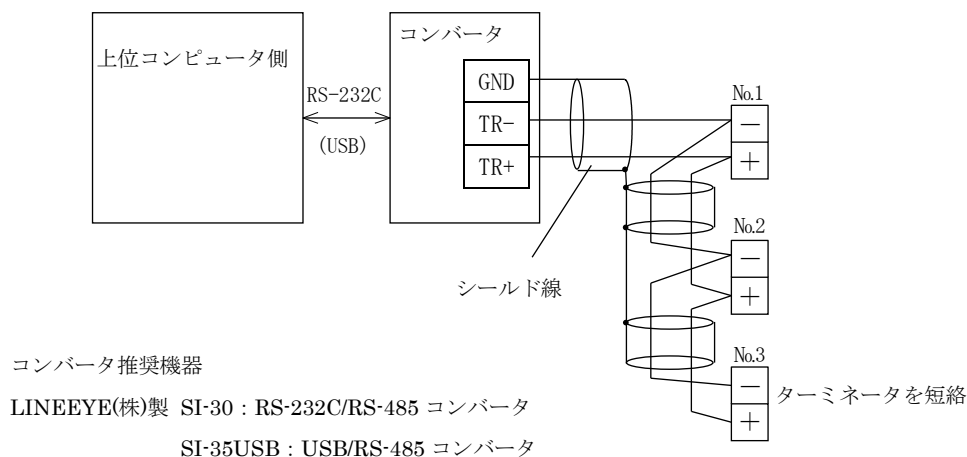 上位コンピュータ側
RS-232C
(USB)
コンバータ
GND
TR-
TR+
シールド線
No.1
-
+
No.2
-
+
No.3
-
+
ターミネータを短絡
コンバータ推奨機器
LINEEYE(株)製 SI-30 : RS-232C/RS-485 コンバータ
SI-35USB : USB/RS-485 コンバータ